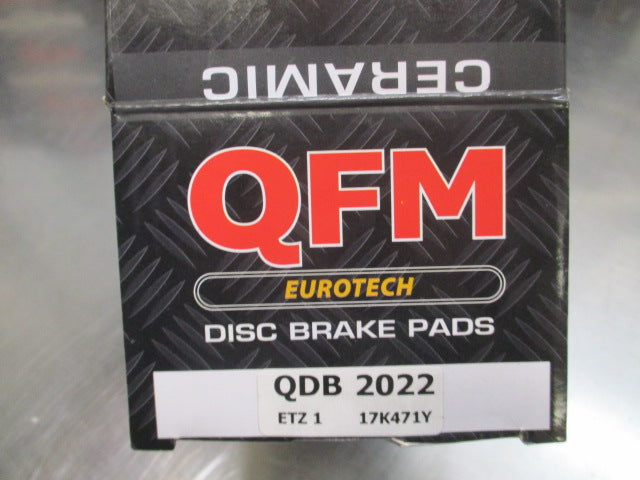 CERAMIC
QFM
EUROTECH
DISC BRAKE PADS
QDB 2022
ETZ 1 17K471Y